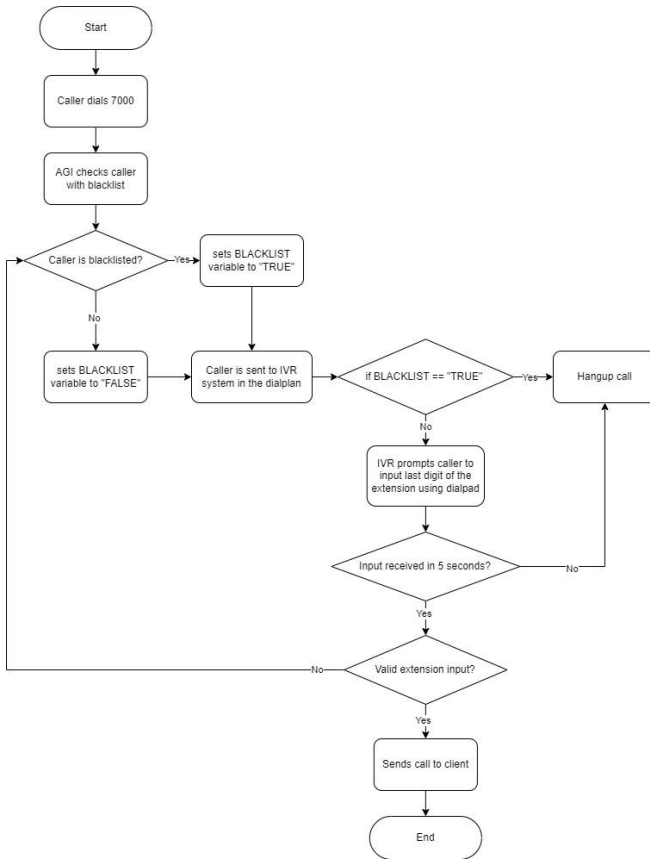 Start
Caller dials 7000
AGI checks caller
with blacklist
Caller is blacklisted?
Yes
sets BLACKLIST
variable to "TRUE"
No
sets BLACKLIST
variable to "FALSE"
Caller is sent to IVR
system in the dialplan
if BLACKLIST == "TRUE"
Yes
Hangup call
No
IVR prompts caller to
input last digit of the
extension using dialpad
Input received in 5 seconds?
No
Yes
Valid extension input?
No
Yes
Sends call to client
End